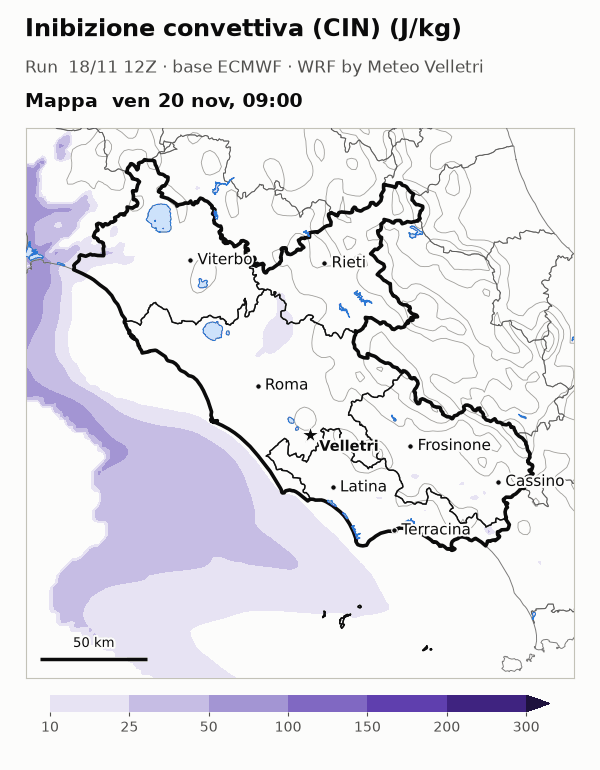 Inibizione convettiva (CIN) (J/kg)
Run  18/11 12Z · base ECMWF · WRF by Meteo Velletri
Mappa  ven 20 nov, 09:00
Viterbo
Rieti
Roma
Velletri
Frosinone
Cassino
Latina
Terracina
50 km
10 25 50 100 150 200 300